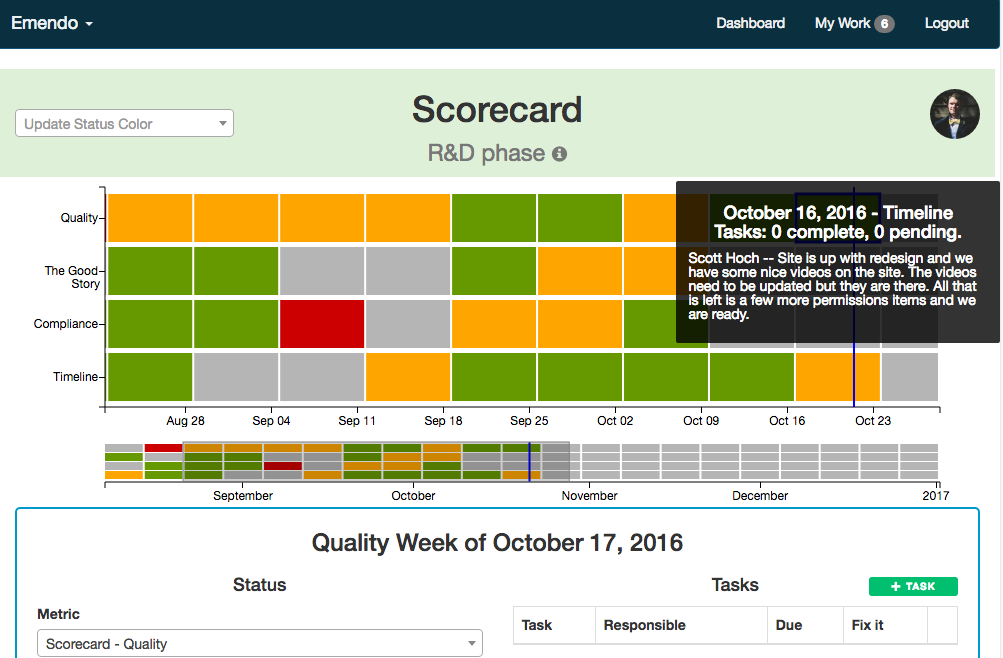 Emendo
Dashboard
My Work 6
Logout
Update Status Color
Scorecard
R&D phase
October 16, 2016 - Timeline
Tasks: 0 complete, 0 pending.
Scott Hoch -- Site is up with redesign and we
have some nice videos on the site. The videos
need to be updated but they are there. All that
is left is a few more permissions items and we
are ready.
Quality
The Good
Story
Compliance
Timeline
Aug 28 Sep 04 Sep 11 Sep 18 Sep 25 Oct 02 Oct 09 Oct 16 Oct 23
September October November December 2017
Quality Week of October 17, 2016
Status
Metric
Scorecard - Quality
Tasks
+ TASK
Task Responsible Due Fix it